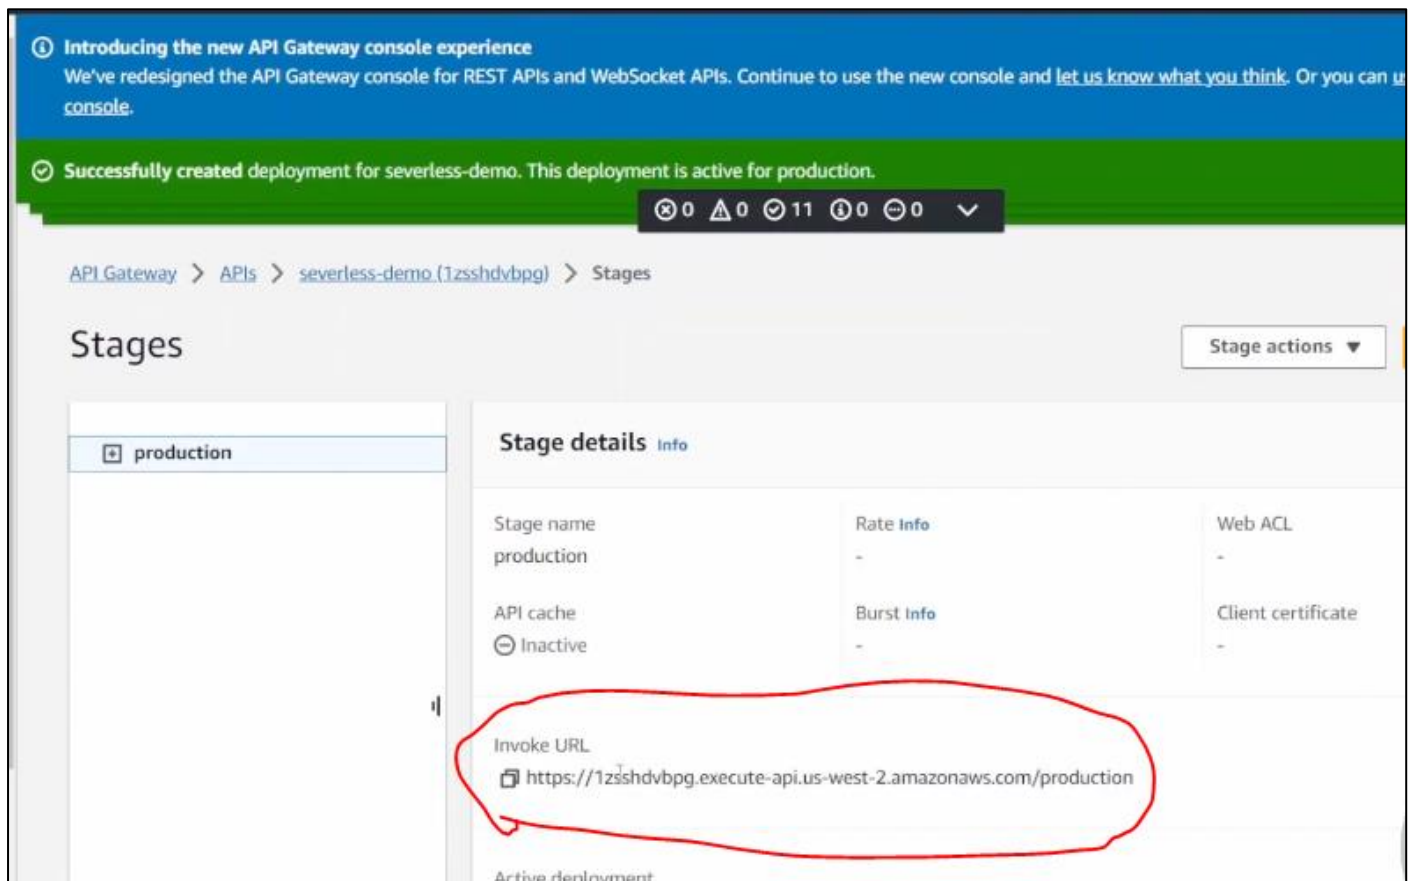 Introducing the new API Gateway console experience
We've redesigned the API Gateway console for REST APIs and WebSocket APIs. Continue to use the new console and let us know what you think. Or you can
console.
Successfully created deployment for severless-demo. This deployment is active for production.
0 0 11 0 0
API Gateway > APIs > severless-demo (1zsshdvbpg) > Stages
Stages
Stage actions
production
Stage details Info
Stage name
production
Rate Info
-
Web ACL
-
API cache
Inactive
Burst Info
-
Client certificate
-
Invoke URL
https://1zsshdvbpg.execute-api.us-west-2.amazonaws.com/production
Active deployment